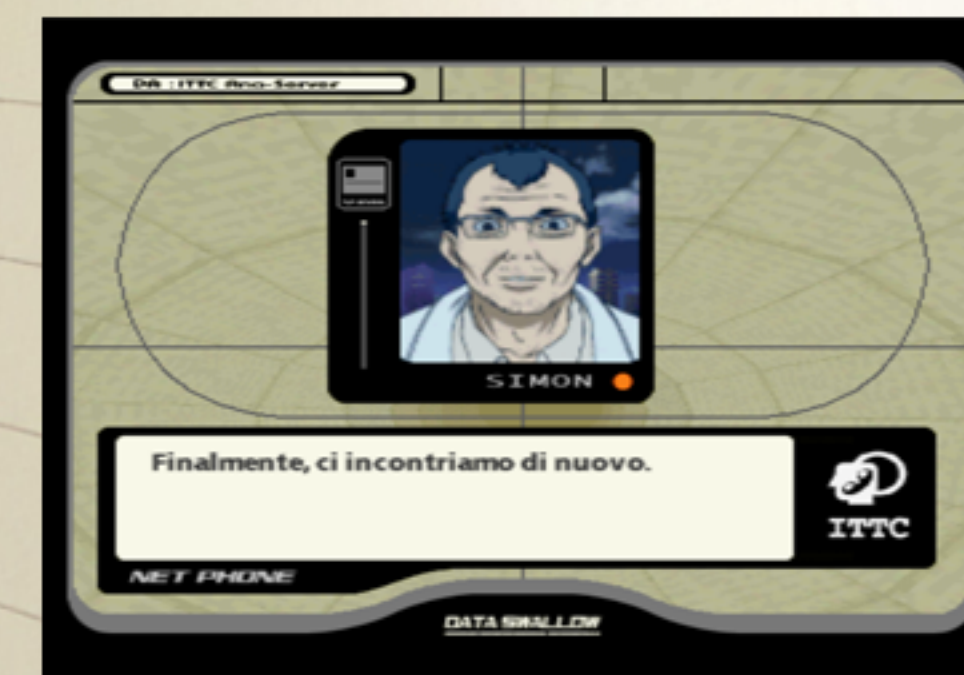 DA : ITTC Ano-Server
SIMON
Finalmente, ci incontriamo di nuovo.
ITTC
NET PHONE
DATA SWALLOW